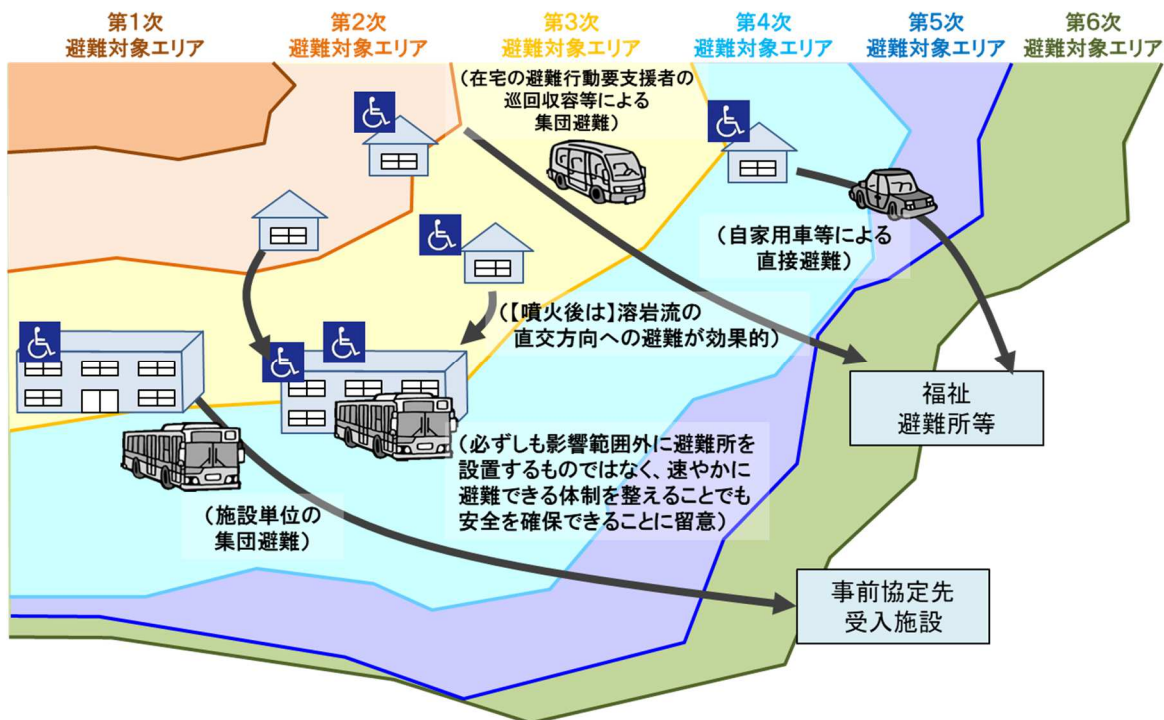 第1次
避難対象エリア
第2次
避難対象エリア
第3次
避難対象エリア
第4次
避難対象エリア
第5次
避難対象エリア
第6次
避難対象エリア
（在宅の避難行動要支援者の
巡回収容等による
集団避難）
（自家用車等による
直接避難）
（【噴火後は】溶岩流の
直交方向への避難が効果的）
福祉
避難所等
（必ずしも影響範囲外に避難所を
設置するものではなく、速やかに
避難できる体制を整えることでも
安全を確保できることに留意）
（施設単位の
集団避難）
事前協定先
受入施設